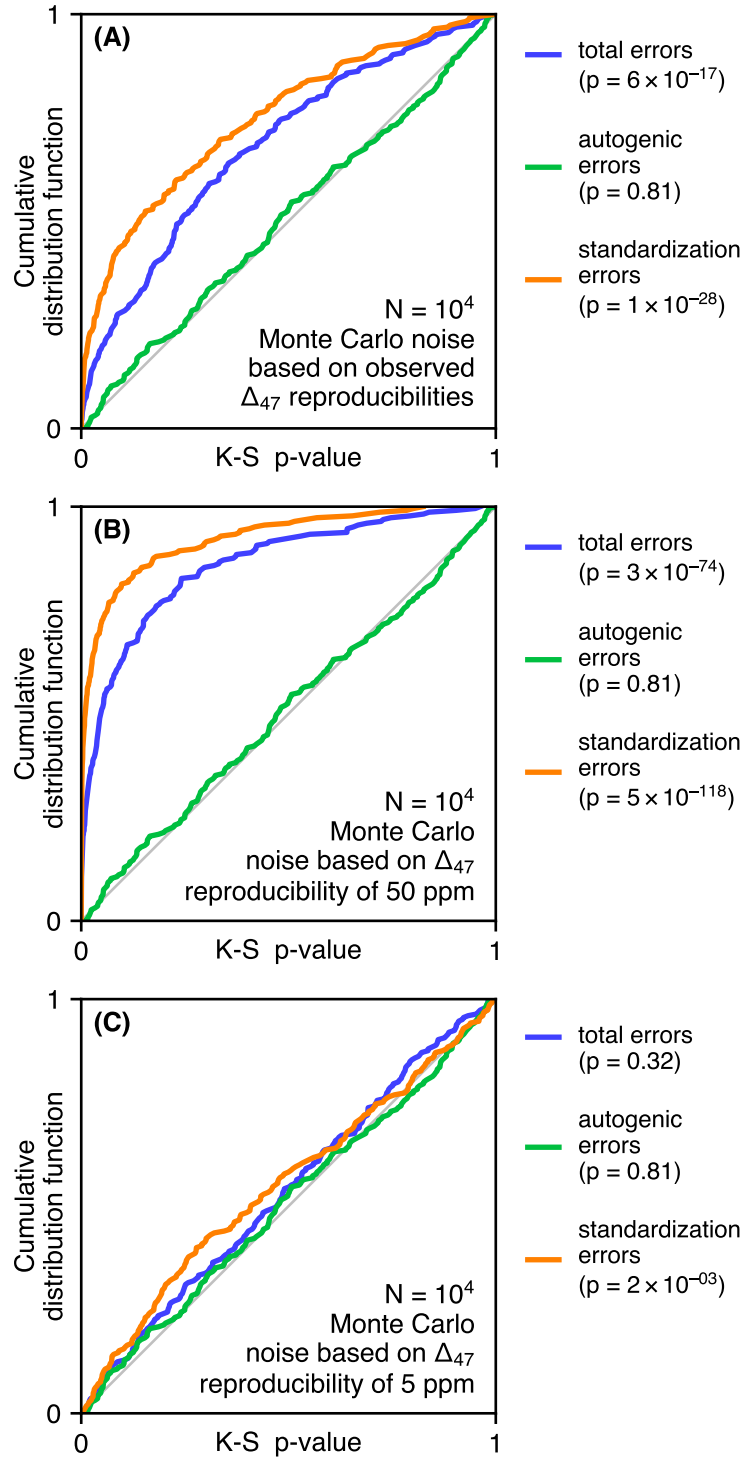 1
(A)
Cumulative
distribution function
N = 10⁴
Monte Carlo noise
based on observed
Δ₄₇ reproducibilities
0
0
K-S p-value
1
total errors
(p = 6 × 10⁻¹⁷)
autogenic
errors
(p = 0.81)
standardization
errors
(p = 1 × 10⁻²⁸)
1
(B)
Cumulative
distribution function
N = 10⁴
Monte Carlo
noise based on Δ₄₇
reproducibility of 50 ppm
0
0
K-S p-value
1
total errors
(p = 3 × 10⁻⁷⁴)
autogenic
errors
(p = 0.81)
standardization
errors
(p = 5 × 10⁻¹¹⁸)
1
(C)
Cumulative
distribution function
N = 10⁴
Monte Carlo
noise based on Δ₄₇
reproducibility of 5 ppm
0
0
K-S p-value
1
total errors
(p = 0.32)
autogenic
errors
(p = 0.81)
standardization
errors
(p = 2 × 10⁻⁰³)